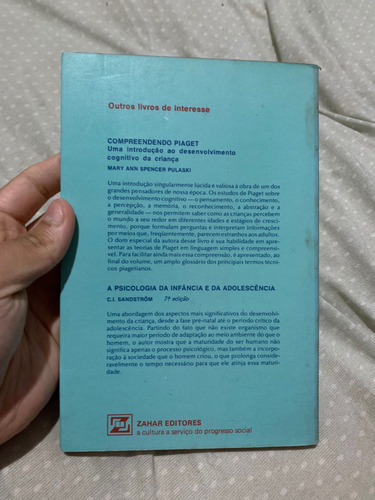 Outros livros de interesse
COMPREENDENDO PIAGET
Uma introdução ao desenvolvimento
cognitivo da criança
MARY ANN SPENCER PULASKI
Uma introdução singularmente lúcida e valiosa à obra de um dos
grandes pensadores de nossa época. Os estudos de Piaget sobre
o desenvolvimento cognitivo — o pensamento, o conhecimento,
a percepção, a memória, o reconhecimento, a abstração e a
generalidade — nos permitem saber como as crianças percebem
o mundo a seu redor em diferentes idades e estágios de cresci-
mento, porque formulam perguntas e interpretam informações
por meios que, freqüentemente, parecem estranhos aos adultos.
O dom especial da autora desse livro é sua habilidade em apre-
sentar as teorias de Piaget em linguagem simples e compreensí-
vel. Para facilitar ainda mais essa compreensão, é apresentado, ao
final do volume, um amplo glossário dos principais termos técni-
cos piagetianos.
A PSICOLOGIA DA INFÂNCIA E DA ADOLESCÊNCIA
C.I. SANDSTRÖM 7ª edição
Uma abordagem dos aspectos mais significativos do desenvolvi-
mento da criança, desde a fase pré-natal até o período crítico da
adolescência. Partindo do fato que não existe organismo que
requeira maior período de adaptação ao meio ambiente do que o
homem, o autor mostra que a maturidade do ser humano não
significa apenas o processo psicológico, mas também a incorpo-
ração à sociedade que o homem criou, o que prolonga conside-
ravelmente o tempo necessário para que ele atinja essa maturi-
dade.
ZAHAR EDITORES
a cultura a serviço do progresso social